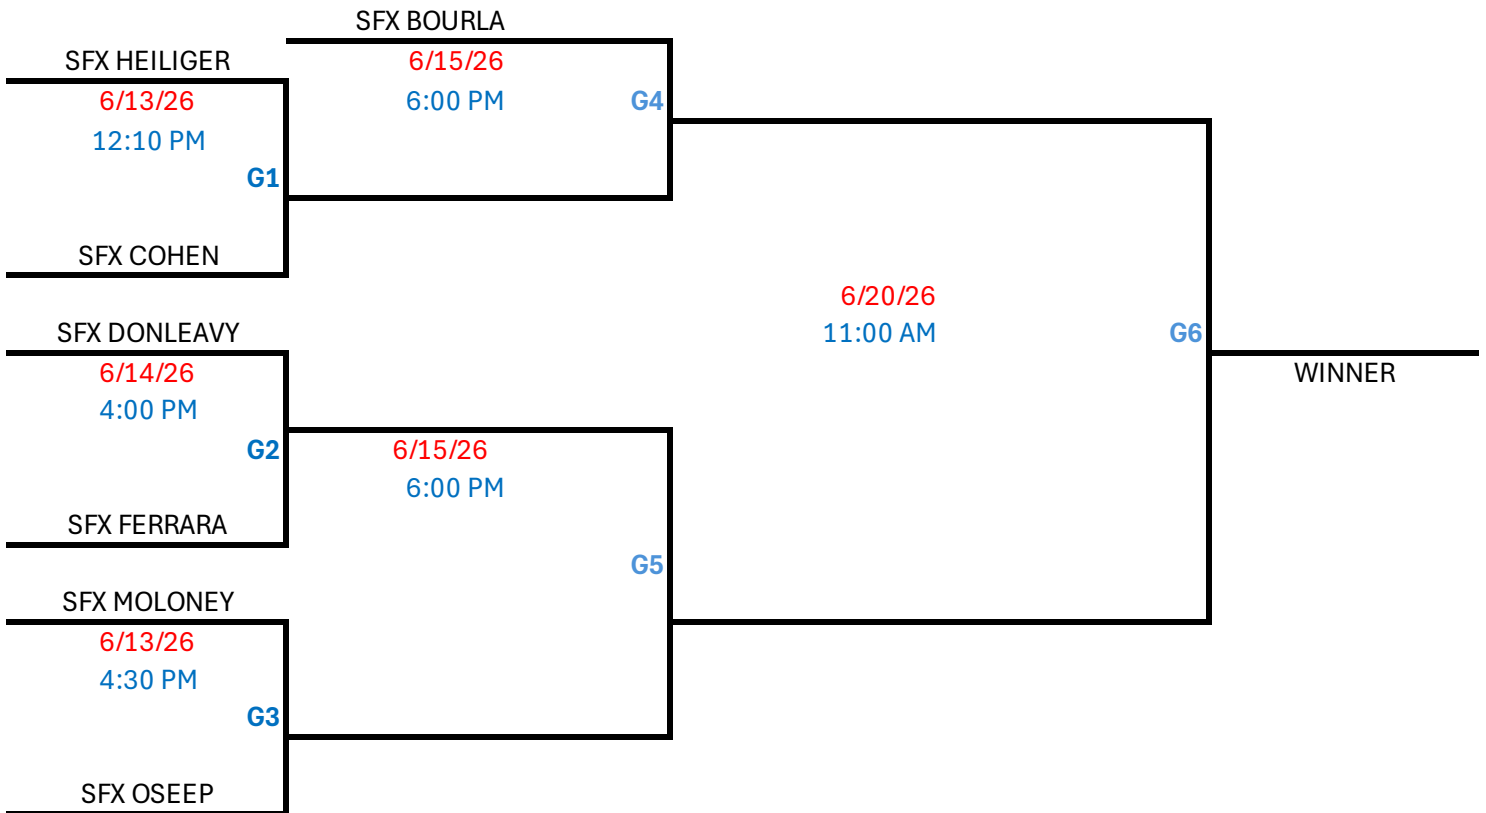 SFX BOURLA
SFX HEILIGER
6/15/26
6/13/26
6:00 PM
G4
12:10 PM
G1
SFX COHEN
6/20/26
SFX DONLEAVY
11:00 AM
G6
6/14/26
WINNER
4:00 PM
G2
6/15/26
6:00 PM
SFX FERRARA
G5
SFX MOLONEY
6/13/26
4:30 PM
G3
SFX OSEEP